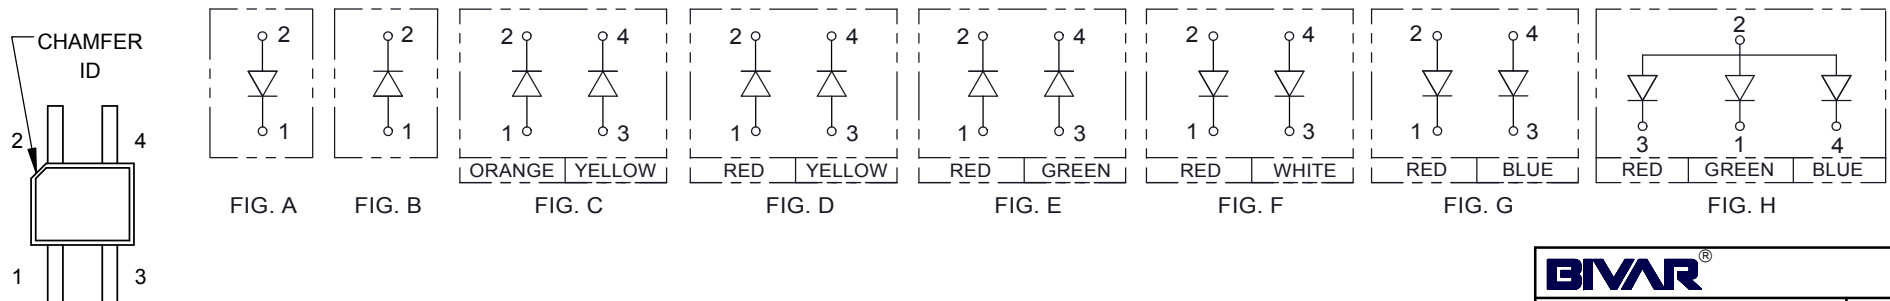 CHAMFER
ID
2 4
1 3
2
1
FIG. A
2
1
FIG. B
2 4
1 3
ORANGE YELLOW
FIG. C
2 4
1 3
RED YELLOW
FIG. D
2 4
1 3
RED GREEN
FIG. E
2 4
1 3
RED WHITE
FIG. F
2 4
1 3
RED BLUE
FIG. G
2
3 1 4
RED GREEN BLUE
FIG. H
BIVAR®